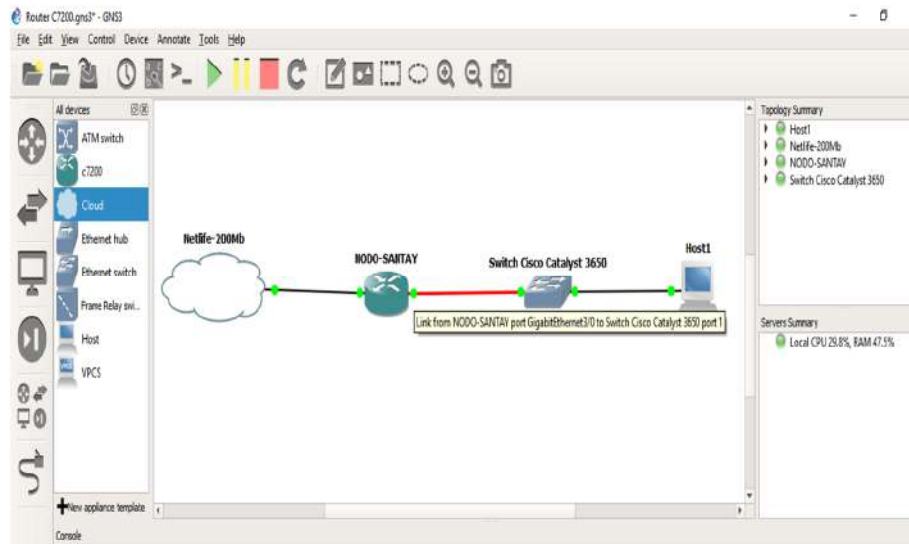 Router C7200.gns3* - GNS3
File Edit View Control Device Annotate Tools Help
All devices
ATM switch
c7200
Cloud
Ethernet hub
Ethernet switch
Frame Relay swi...
Host
VPCS
New appliance template
Console
Netlife-200Mb
NODO-SANTAY
Switch Cisco Catalyst 3650
Host1
Link from NODO-SANTAY port GigabitEthernet3/0 to Switch Cisco Catalyst 3650 port 1
Topology Summary
Host1
Netlife-200Mb
NODO-SANTAY
Switch Cisco Catalyst 3650
Servers Summary
Local CPU 29.8%, RAM 47.5%